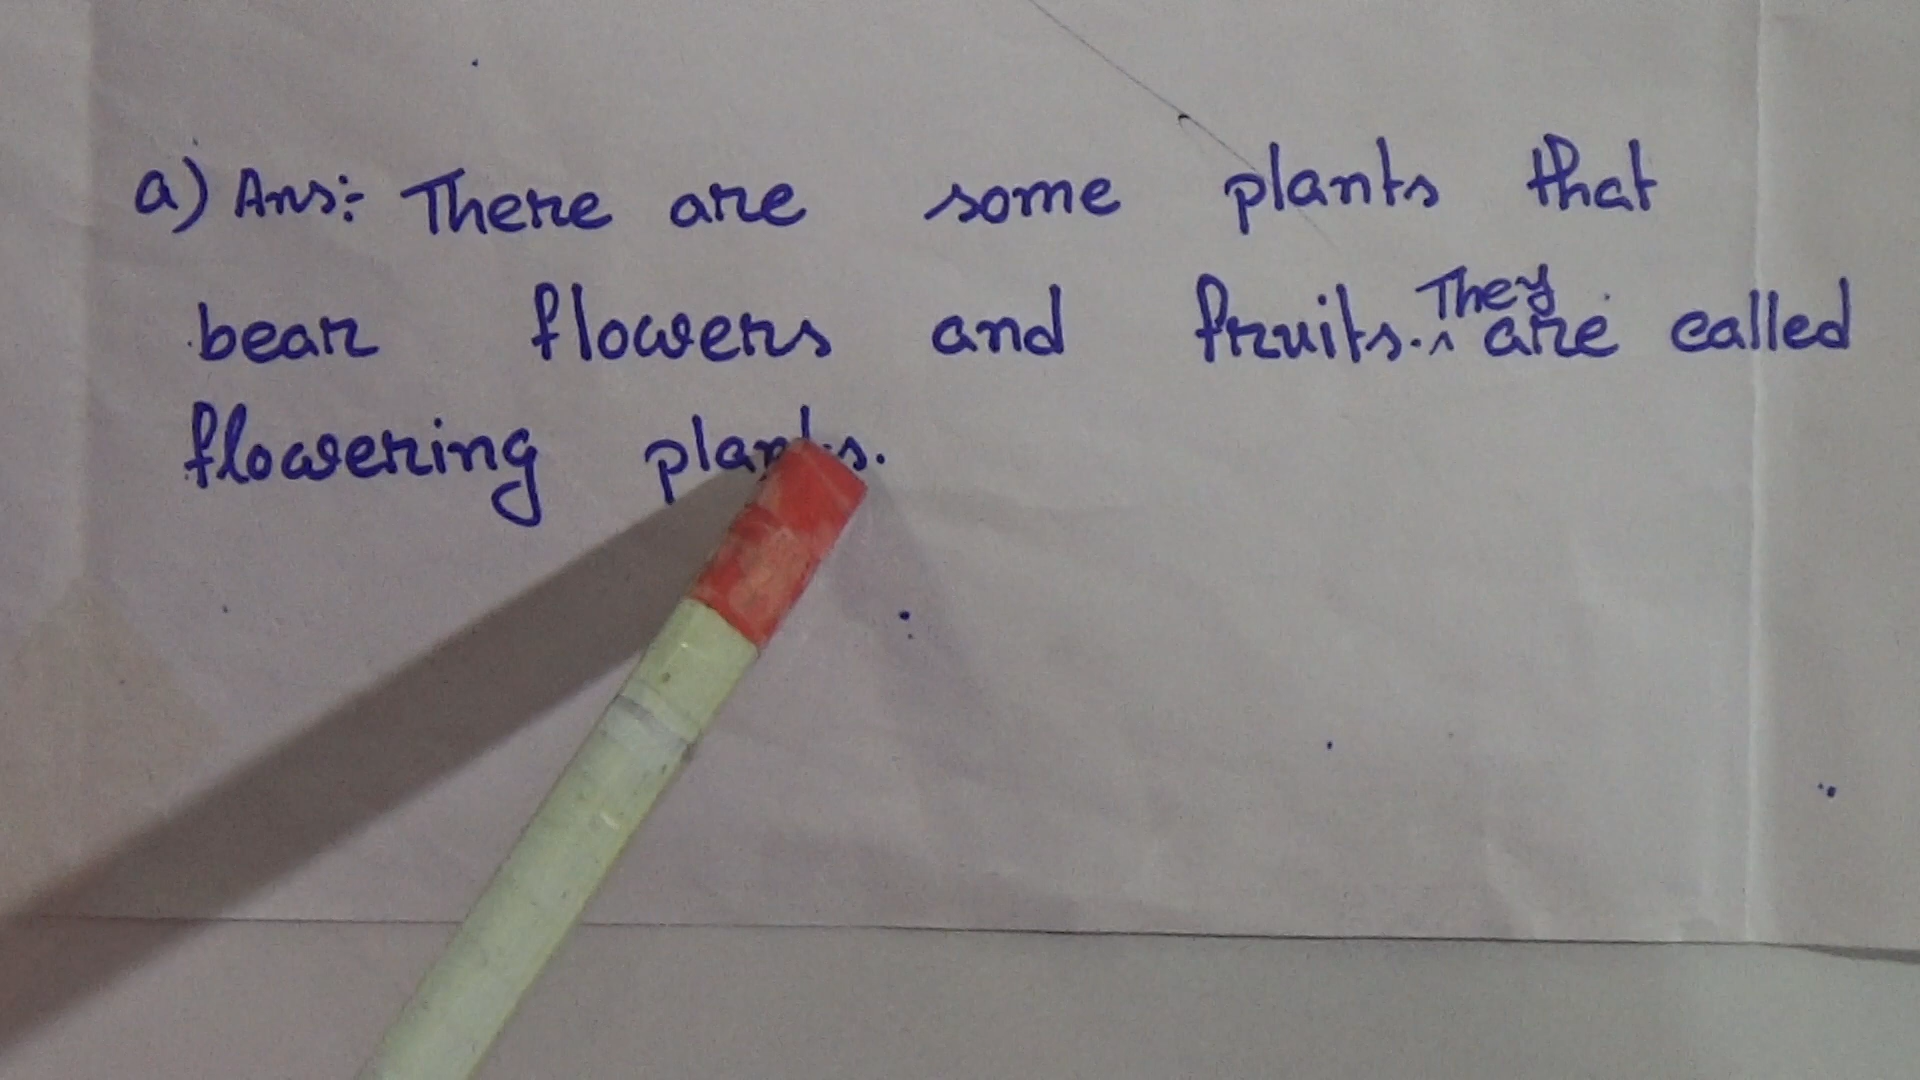 a) Ans: There are some plants that
bear flowers and fruits. They are called
flowering plants.